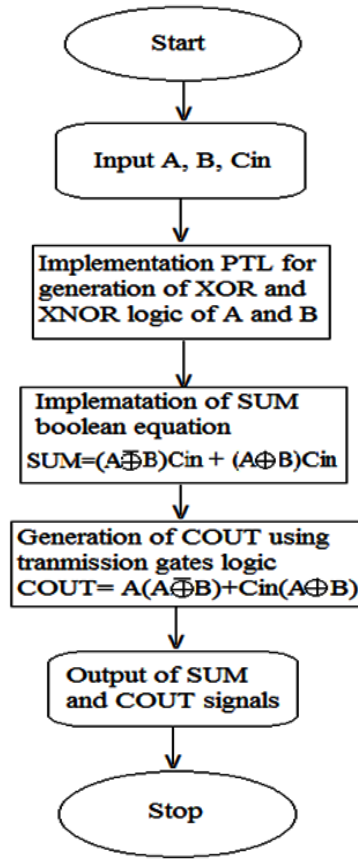 Start
Input A, B, Cin
Implementation PTL for
generation of XOR and
XNOR logic of A and B
Implematation of SUM
boolean equation
SUM=(A⊕̅B)Cin + (A⊕B)Cin
Generation of COUT using
tranmission gates logic
COUT= A(A⊕̅B)+Cin(A⊕B)
Output of SUM
and COUT signals
Stop